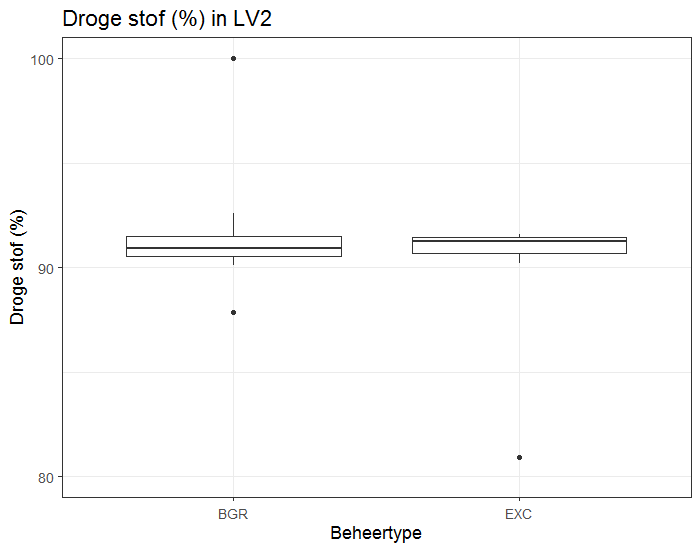 Droge stof (%) in LV2
Droge stof (%)
100
90
80
BGR
EXC
Beheertype